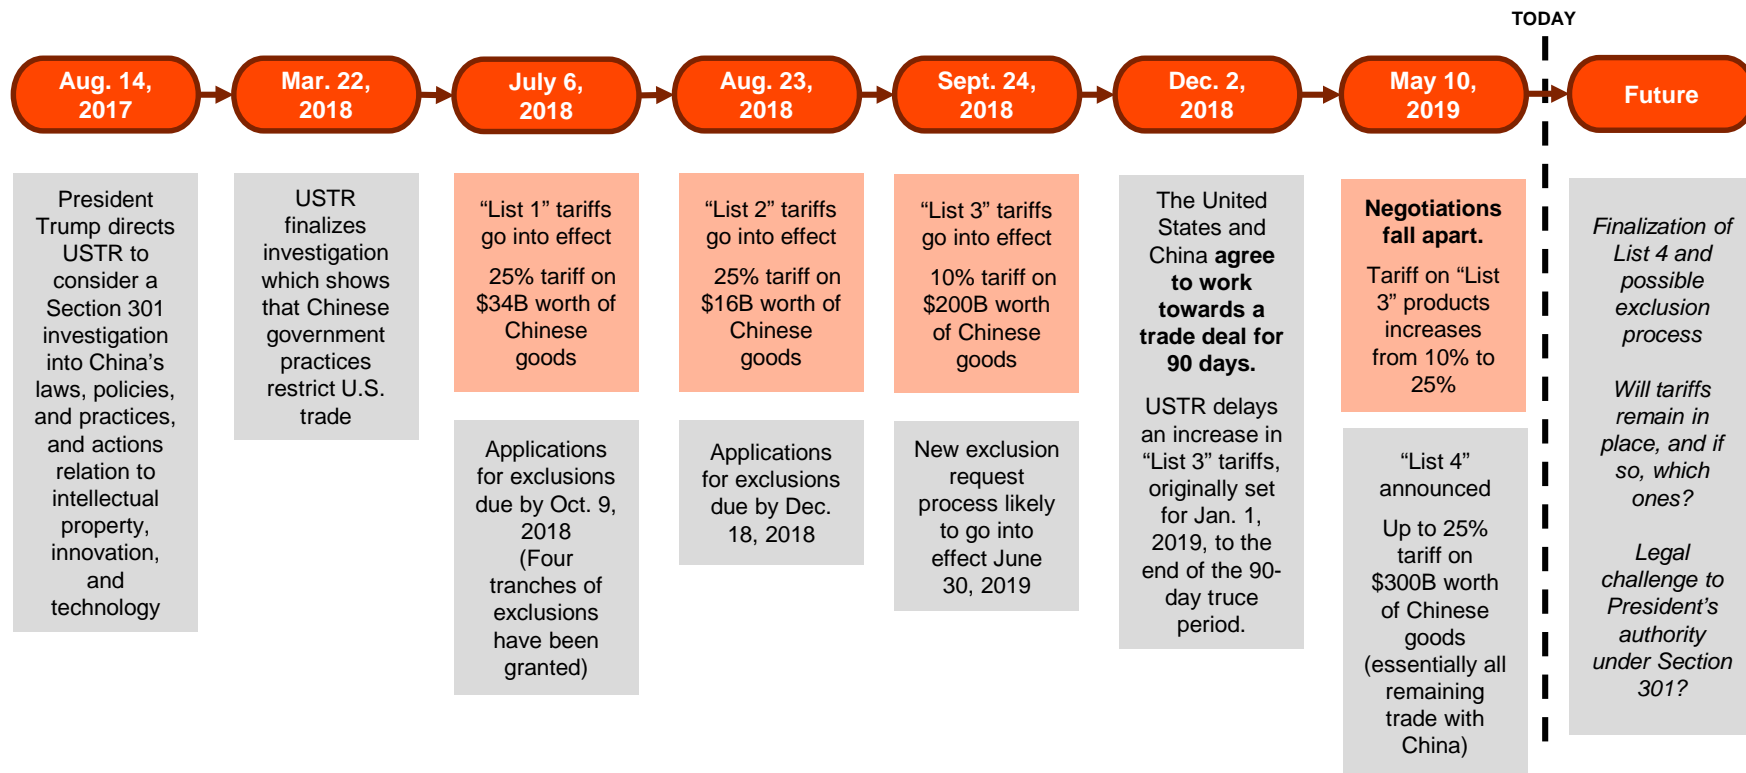 TODAY
Aug. 14,
2017
Mar. 22,
2018
July 6,
2018
Aug. 23,
2018
Sept. 24,
2018
Dec. 2,
2018
May 10,
2019
Future
President
Trump directs
USTR to
consider a
Section 301
investigation
into China’s
laws, policies,
and practices,
and actions
relation to
intellectual
property,
innovation,
and
technology
USTR
finalizes
investigation
which shows
that Chinese
government
practices
restrict U.S.
trade
“List 1” tariffs
go into effect
25% tariff on
$34B worth of
Chinese
goods
Applications
for exclusions
due by Oct. 9,
2018
(Four
tranches of
exclusions
have been
granted)
“List 2” tariffs
go into effect
25% tariff on
$16B worth of
Chinese
goods
Applications
for exclusions
due by Dec.
18, 2018
“List 3” tariffs
go into effect
10% tariff on
$200B worth
of Chinese
goods
New exclusion
request
process likely
to go into
effect June
30, 2019
The United
States and
China agree
to work
towards a
trade deal for
90 days.
USTR delays
an increase in
“List 3” tariffs,
originally set
for Jan. 1,
2019, to the
end of the 90-
day truce
period.
Negotiations
fall apart.
Tariff on “List
3” products
increases
from 10% to
25%
“List 4”
announced
Up to 25%
tariff on
$300B worth
of Chinese
goods
(essentially all
remaining
trade with
China)
Finalization of
List 4 and
possible
exclusion
process
Will tariffs
remain in
place, and if
so, which
ones?
Legal
challenge to
President’s
authority
under Section
301?